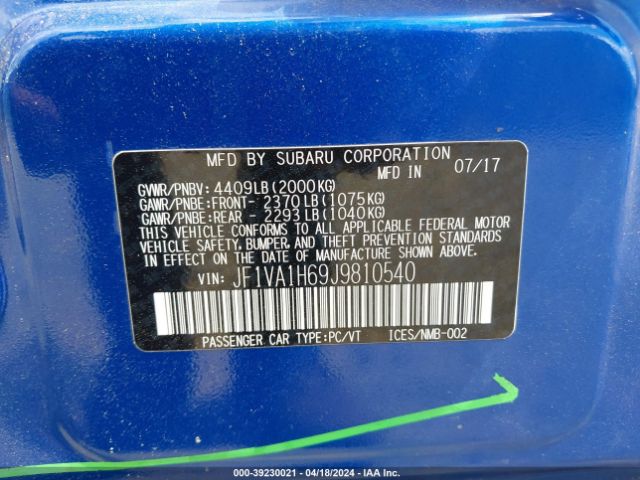 MFD BY SUBARU CORPORATION
MFD IN 07/17
GVWR/PNBV: 4409LB(2000KG)
GAWR/PNBE:FRONT- 2370LB(1075KG)
GAWR/PNBE:REAR - 2293LB(1040KG)
THIS VEHICLE CONFORMS TO ALL APPLICABLE FEDERAL MOTOR
VEHICLE SAFETY, BUMPER, AND THEFT PREVENTION STANDARDS
IN EFFECT ON THE DATE OF MANUFACTURE SHOWN ABOVE.
VIN: JF1VA1H69J9810540
PASSENGER CAR TYPE:PC/VT ICES/NMB-002
000-39230021 - 04/18/2024 - IAA Inc.